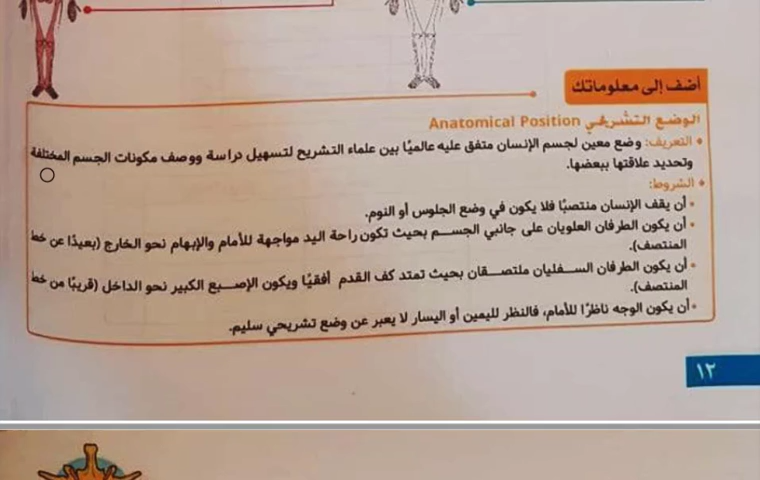 أضف إلى معلوماتك
الوضع التشريحي Anatomical Position
• التعريف: وضع معين لجسم الإنسان متفق عليه عالميًا بين علماء التشريح لتسهيل دراسة ووصف مكونات الجسم المختلفة
وتحديد علاقتها ببعضها.
• الشروط:
• أن يقف الإنسان منتصبًا فلا يكون في وضع الجلوس أو النوم.
• أن يكون الطرفان العلويان على جانبي الجسم بحيث تكون راحة اليد مواجهة للأمام والإبهام نحو الخارج (بعيدًا عن خط
المنتصف).
• أن يكون الطرفان السفليان ملتصقان بحيث تمتد كف القدم أفقيًا ويكون الإصبع الكبير نحو الداخل (قريبًا من خط
المنتصف).
• أن يكون الوجه ناظرًا للأمام، فالنظر لليمين أو اليسار لا يعبر عن وضع تشريحي سليم.
١٢